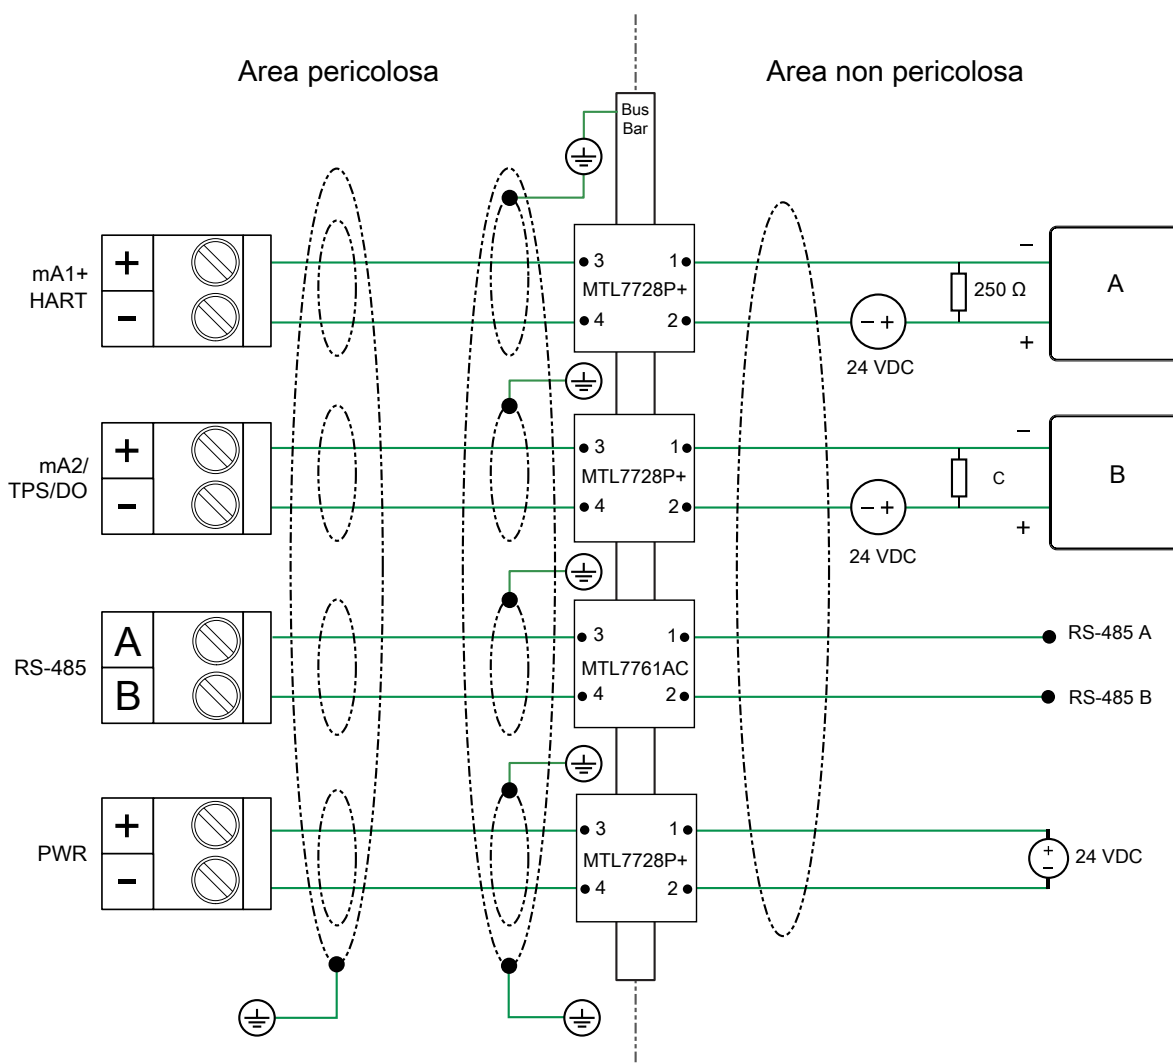 Area pericolosa
Area non pericolosa
Bus
Bar
mA1+
HART
+
–
3
1
MTL7728P+
4
2
– +
24 VDC
250 Ω
–
+
A
mA2/
TPS/DO
+
–
3
1
MTL7728P+
4
2
– +
24 VDC
C
–
+
B
RS-485
A
B
3
1
MTL7761AC
4
2
RS-485 A
RS-485 B
PWR
+
–
3
1
MTL7728P+
4
2
+
–
24 VDC